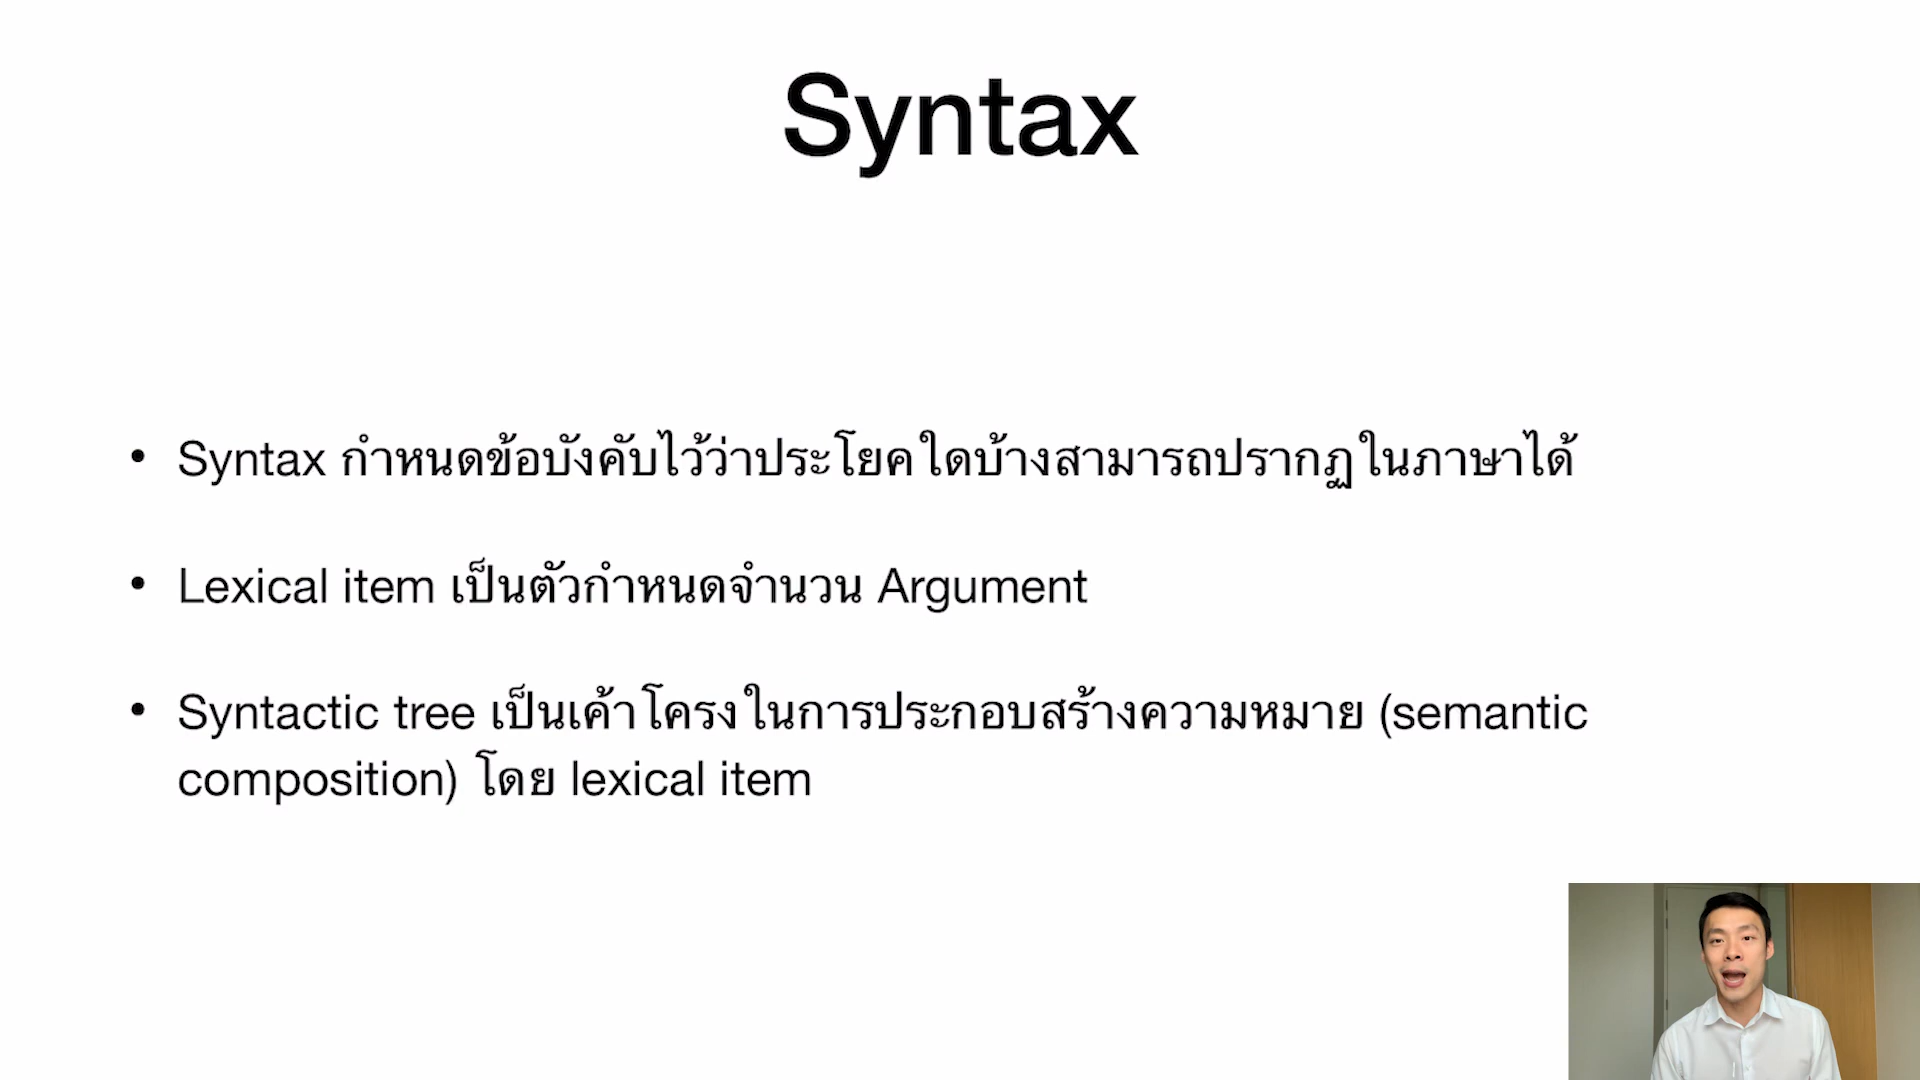 Syntax
• Syntax กำหนดข้อบังคับไว้ว่าประโยคใดบ้างสามารถปรากฏในภาษาได้
• Lexical item เป็นตัวกำหนดจำนวน Argument
• Syntactic tree เป็นเค้าโครงในการประกอบสร้างความหมาย (semantic
composition) โดย lexical item